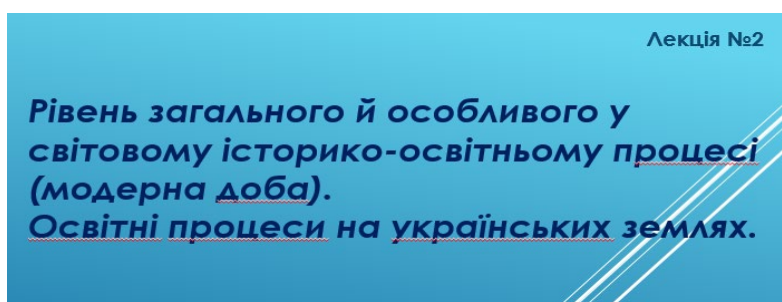 Лекція №2
Рівень загального й особливого у
світовому історико-освітньому процесі
(модерна доба).
Освітні процеси на українських землях.